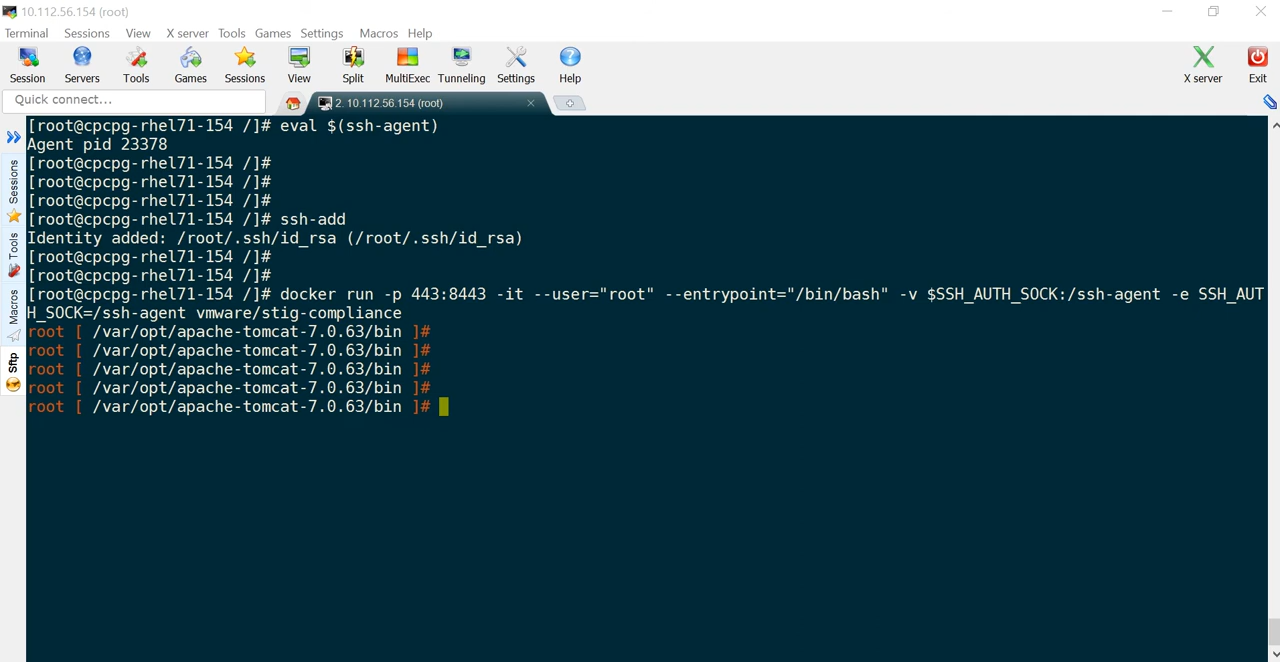 10.112.56.154 (root)
Terminal Sessions View X server Tools Games Settings Macros Help
Session Servers Tools Games Sessions View Split MultiExec Tunneling Settings Help X server Exit
Quick connect... 2. 10.112.56.154 (root)
Sessions
Tools
Macros
Sftp
[root@cpcpg-rhel71-154 /]# eval $(ssh-agent)
Agent pid 23378
[root@cpcpg-rhel71-154 /]#
[root@cpcpg-rhel71-154 /]#
[root@cpcpg-rhel71-154 /]#
[root@cpcpg-rhel71-154 /]# ssh-add
Identity added: /root/.ssh/id_rsa (/root/.ssh/id_rsa)
[root@cpcpg-rhel71-154 /]#
[root@cpcpg-rhel71-154 /]#
[root@cpcpg-rhel71-154 /]# docker run -p 443:8443 -it --user="root" --entrypoint="/bin/bash" -v $SSH_AUTH_SOCK:/ssh-agent -e SSH_AUT
H_SOCK=/ssh-agent vmware/stig-compliance
root [ /var/opt/apache-tomcat-7.0.63/bin ]#
root [ /var/opt/apache-tomcat-7.0.63/bin ]#
root [ /var/opt/apache-tomcat-7.0.63/bin ]#
root [ /var/opt/apache-tomcat-7.0.63/bin ]#
root [ /var/opt/apache-tomcat-7.0.63/bin ]#